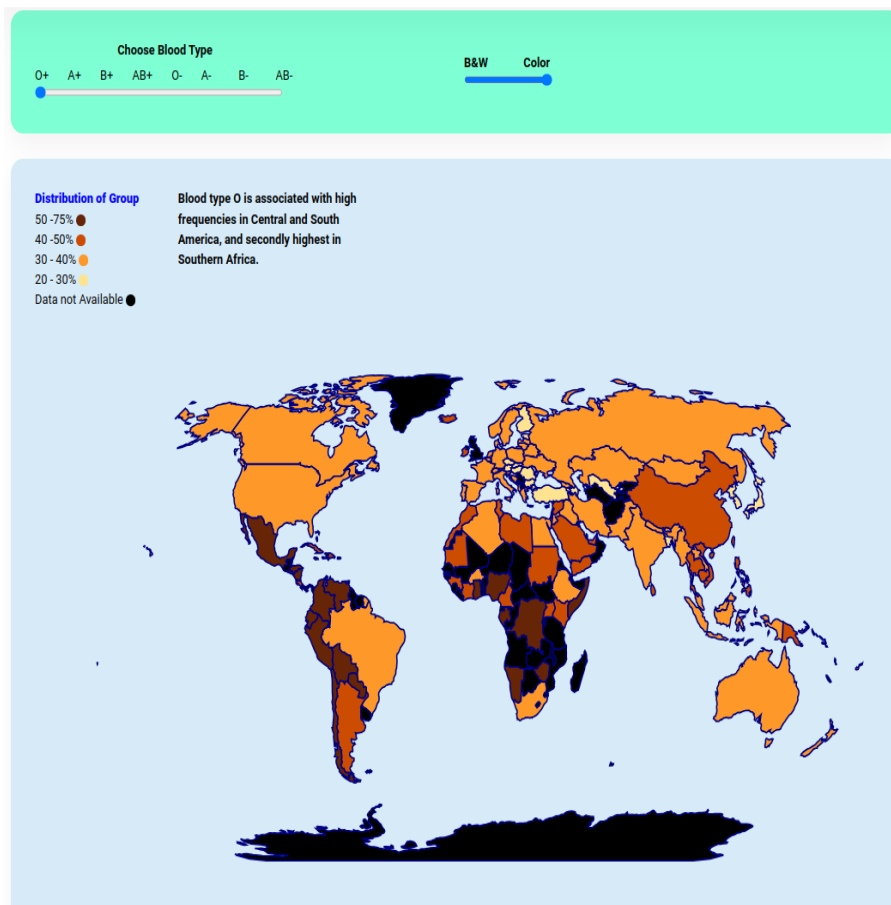 Choose Blood Type
O+ A+ B+ AB+ O- A- B- AB-
B&W Color
Distribution of Group
50 -75%
40 -50%
30 - 40%
20 - 30%
Data not Available
Blood type O is associated with high
frequencies in Central and South
America, and secondly highest in
Southern Africa.